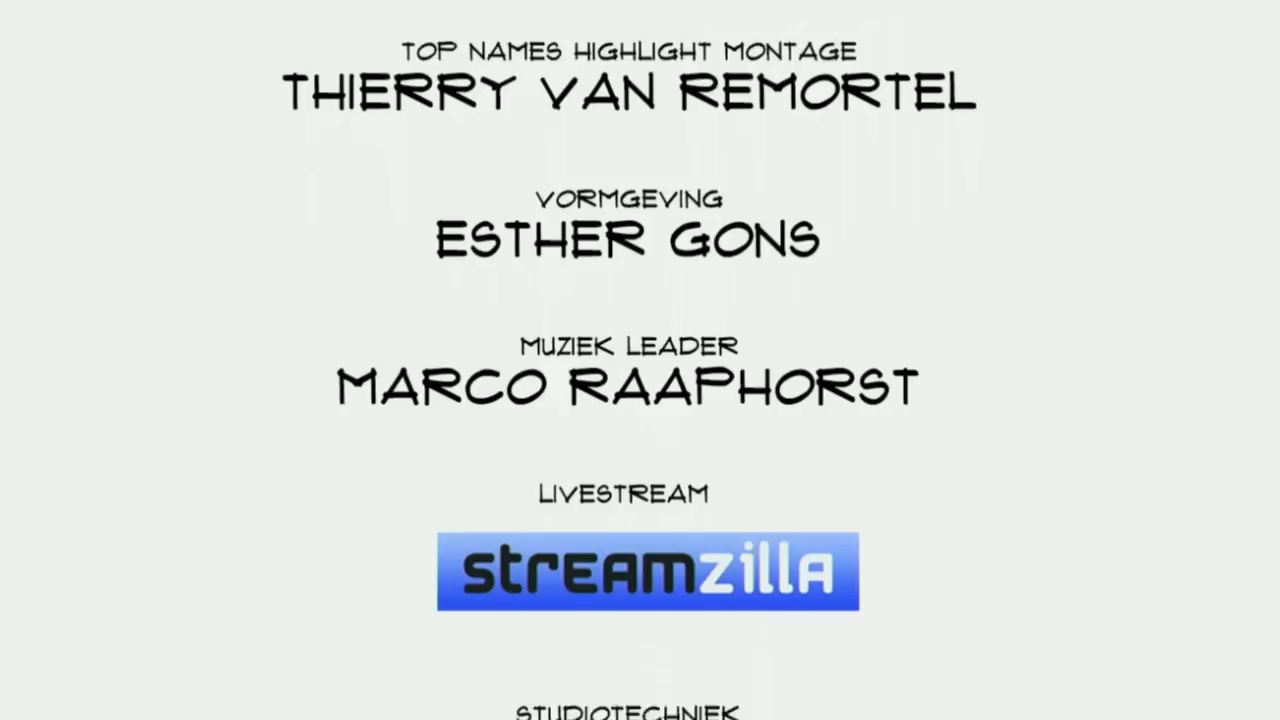 TOP NAMES HIGHLIGHT MONTAGE
THIERRY VAN REMORTEL
VORMGEVING
ESTHER GONS
MUZIEK LEADER
MARCO RAAPHORST
LIVESTREAM
streamzilla
STUDIOTECHNIEK